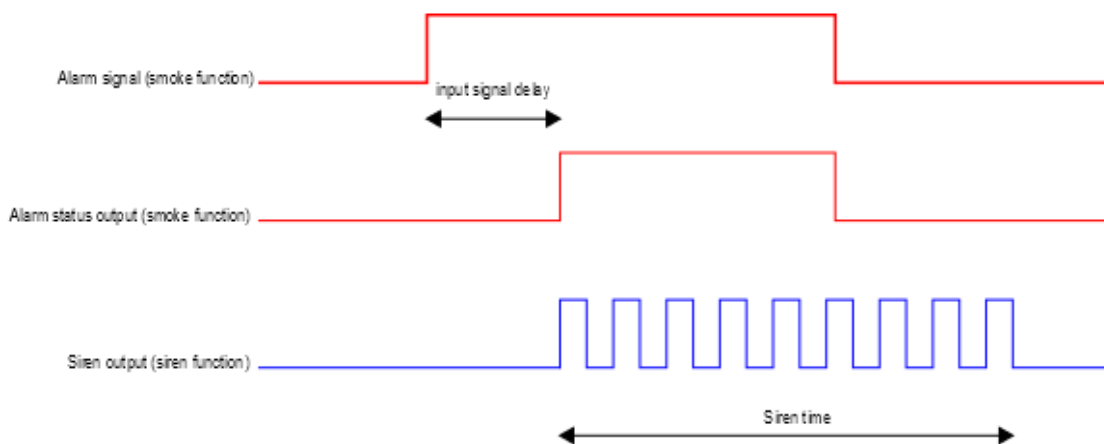 Alarm signal (smoke function)
input signal delay
Alarm status output (smoke function)
Siren output (siren function)
Siren time